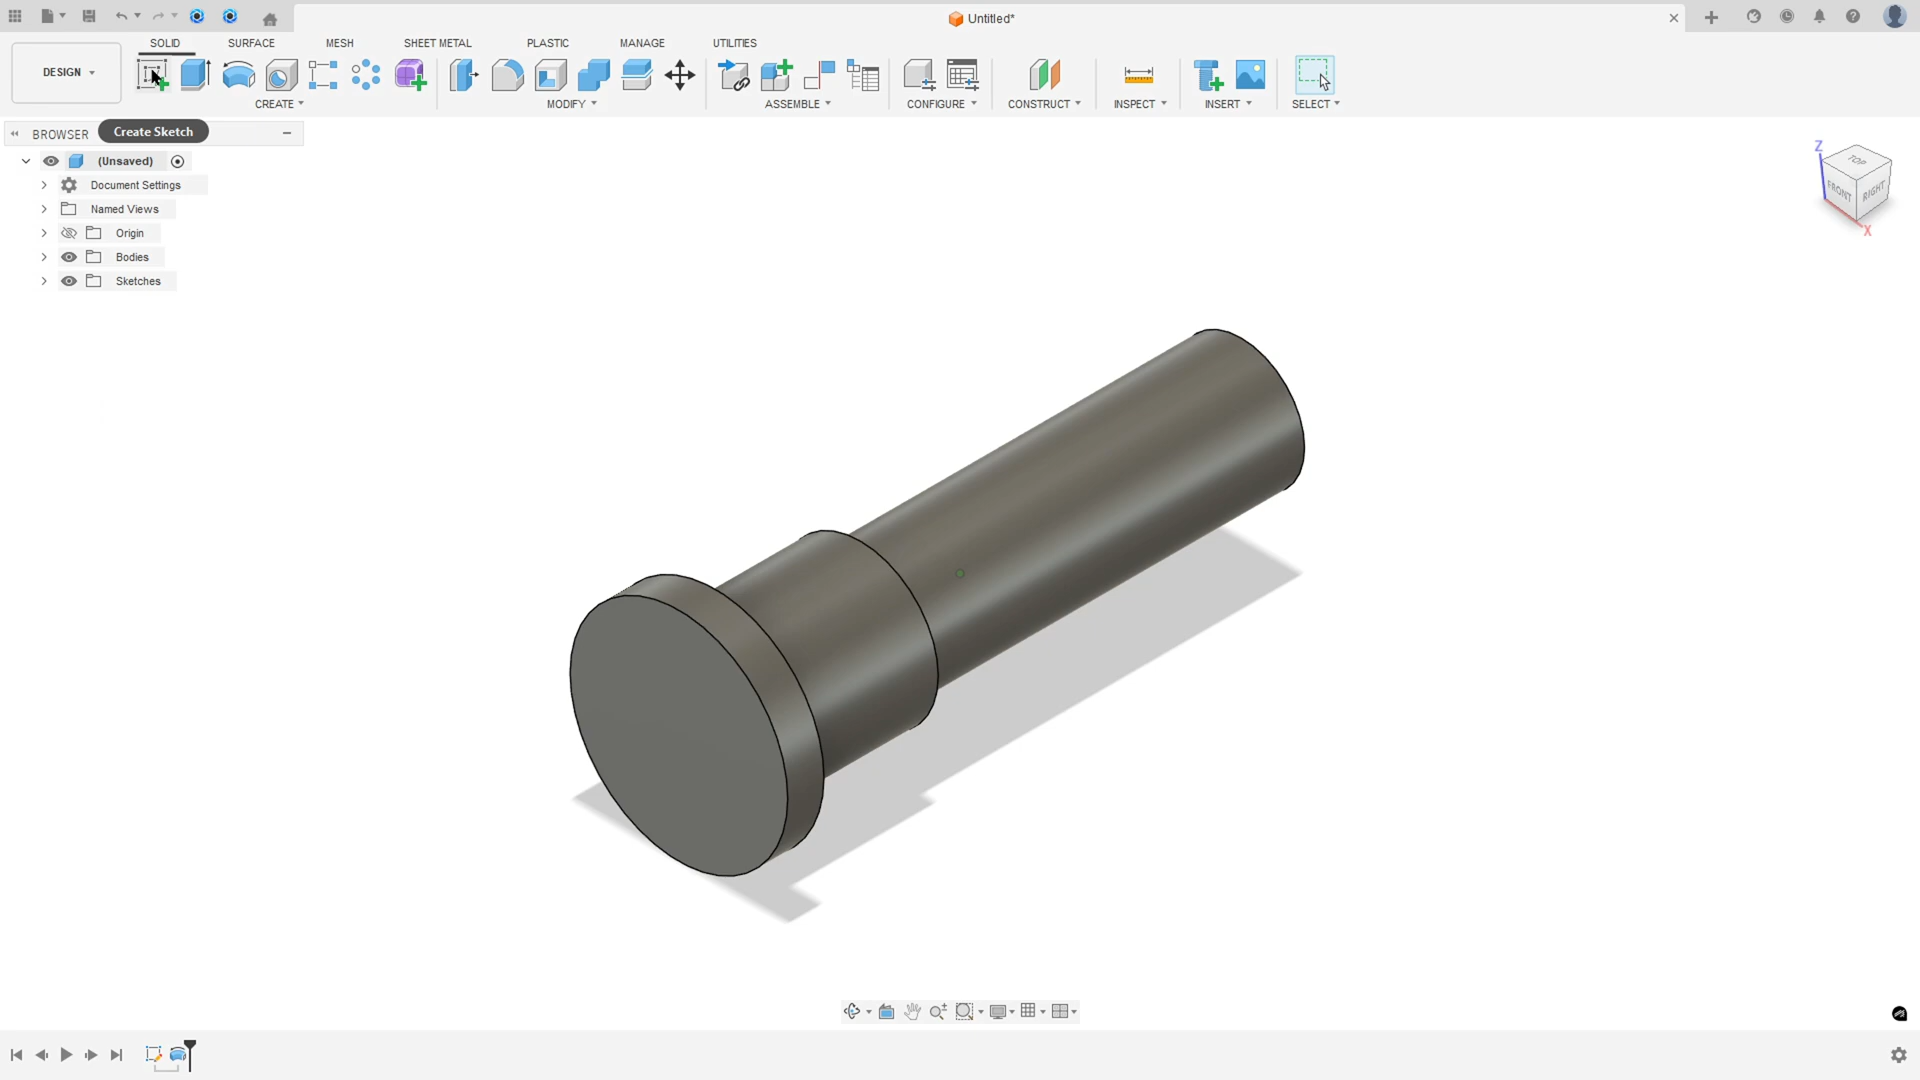 Untitled*
SOLID SURFACE MESH SHEET METAL PLASTIC MANAGE UTILITIES
DESIGN
CREATE MODIFY ASSEMBLE CONFIGURE CONSTRUCT INSPECT INSERT SELECT
BROWSER
Create Sketch
(Unsaved)
Document Settings
Named Views
Origin
Bodies
Sketches
Z
TOP
FRONT
RIGHT
X